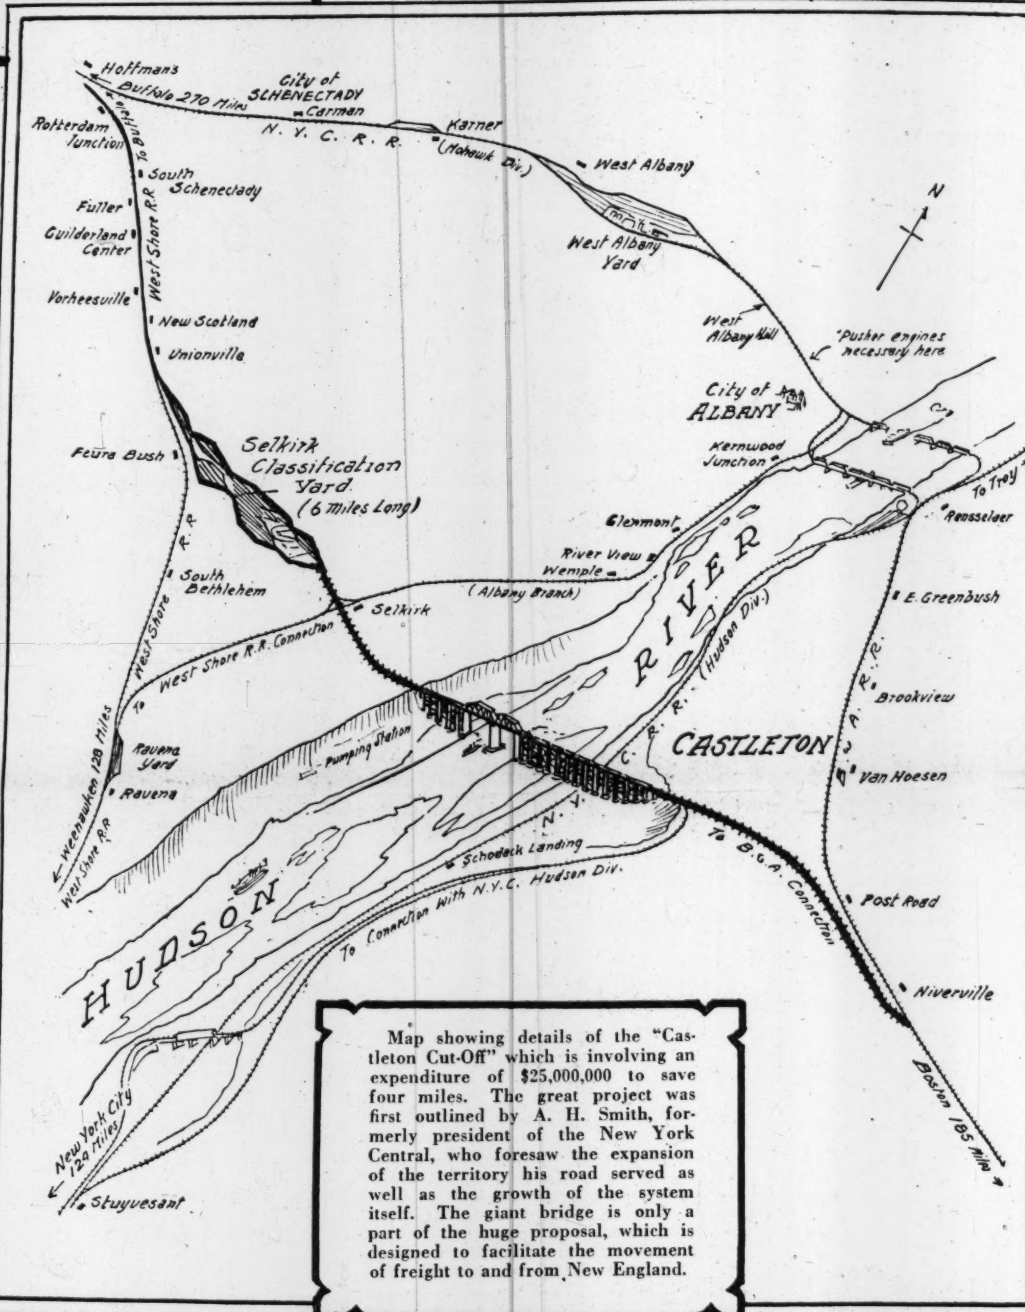 Hoffman's
Buffalo 270 Miles
City of
SCHENECTADY
Carman
N. Y. C. R. R.
Karner
(Mohawk Div.)
West Albany
West Albany
Yard
N
Rotterdam
Junction
To Buffalo
South
Schenectady
Fuller
Guilderland
Center
West Shore R.R.
Vorheesville
New Scotland
Unionville
West
Albany Hill
"Pusher engines
necessary here
City of
ALBANY
Kernwood
Junction
To Troy
Rensselaer
Feura Bush
Selkirk
Classification
Yard.
(6 Miles Long)
Glenmont
River View
Wemple
(Albany Branch)
South
Bethlehem
Selkirk
E. Greenbush
West Shore R. R.
To West Shore R.R. Connection
RIVER
(Hudson Div.)
N. Y. C. R. R.
B. & A. R. R.
Brookview
Ravena
Yard
Ravena
Pumping Station
CASTLETON
Van Hoesen
Weehawken 128 Miles
West Shore R.R
Schodack Landing
To B.&A. Connection
HUDSON
To Connection With N.Y.C. Hudson Div.
Post Road
Niverville
Boston 185 Miles
New York City
124 Miles
Stuyvesant
Map showing details of the "Cas-
tleton Cut-Off" which is involving an
expenditure of $25,000,000 to save
four miles. The great project was
first outlined by A. H. Smith, for-
merly president of the New York
Central, who foresaw the expansion
of the territory his road served as
well as the growth of the system
itself. The giant bridge is only a
part of the huge proposal, which is
designed to facilitate the movement
of freight to and from New England.